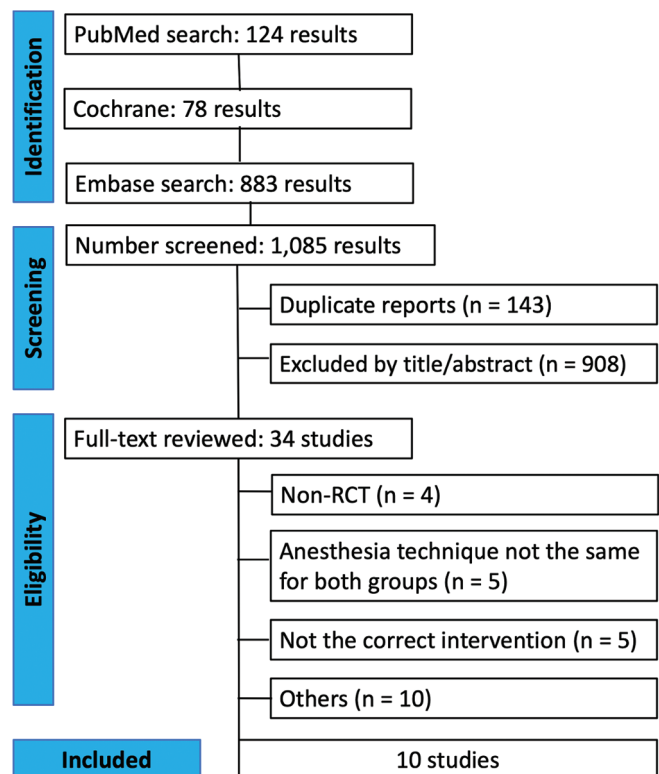 Identification
PubMed search: 124 results
Cochrane: 78 results
Embase search: 883 results
Screening
Number screened: 1,085 results
Duplicate reports (n = 143)
Excluded by title/abstract (n = 908)
Eligibility
Full-text reviewed: 34 studies
Non-RCT (n = 4)
Anesthesia technique not the same
for both groups (n = 5)
Not the correct intervention (n = 5)
Others (n = 10)
Included
10 studies